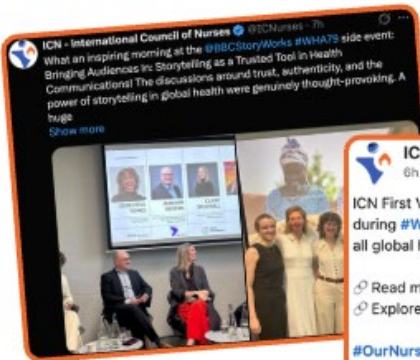 ICN - International Council of Nurses @ICNurses · 7h
What an inspiring morning at the @BBCStoryWorks #WHA79 side event:
Bringing Audiences In: Storytelling as a Trusted Tool in Health
Communications! The discussions around trust, authenticity, and the
power of storytelling in global health were genuinely thought-provoking. A
huge
Show more
IC
6h
ICN First V
during #W
all global h
Read m
Explore
#OurNurs